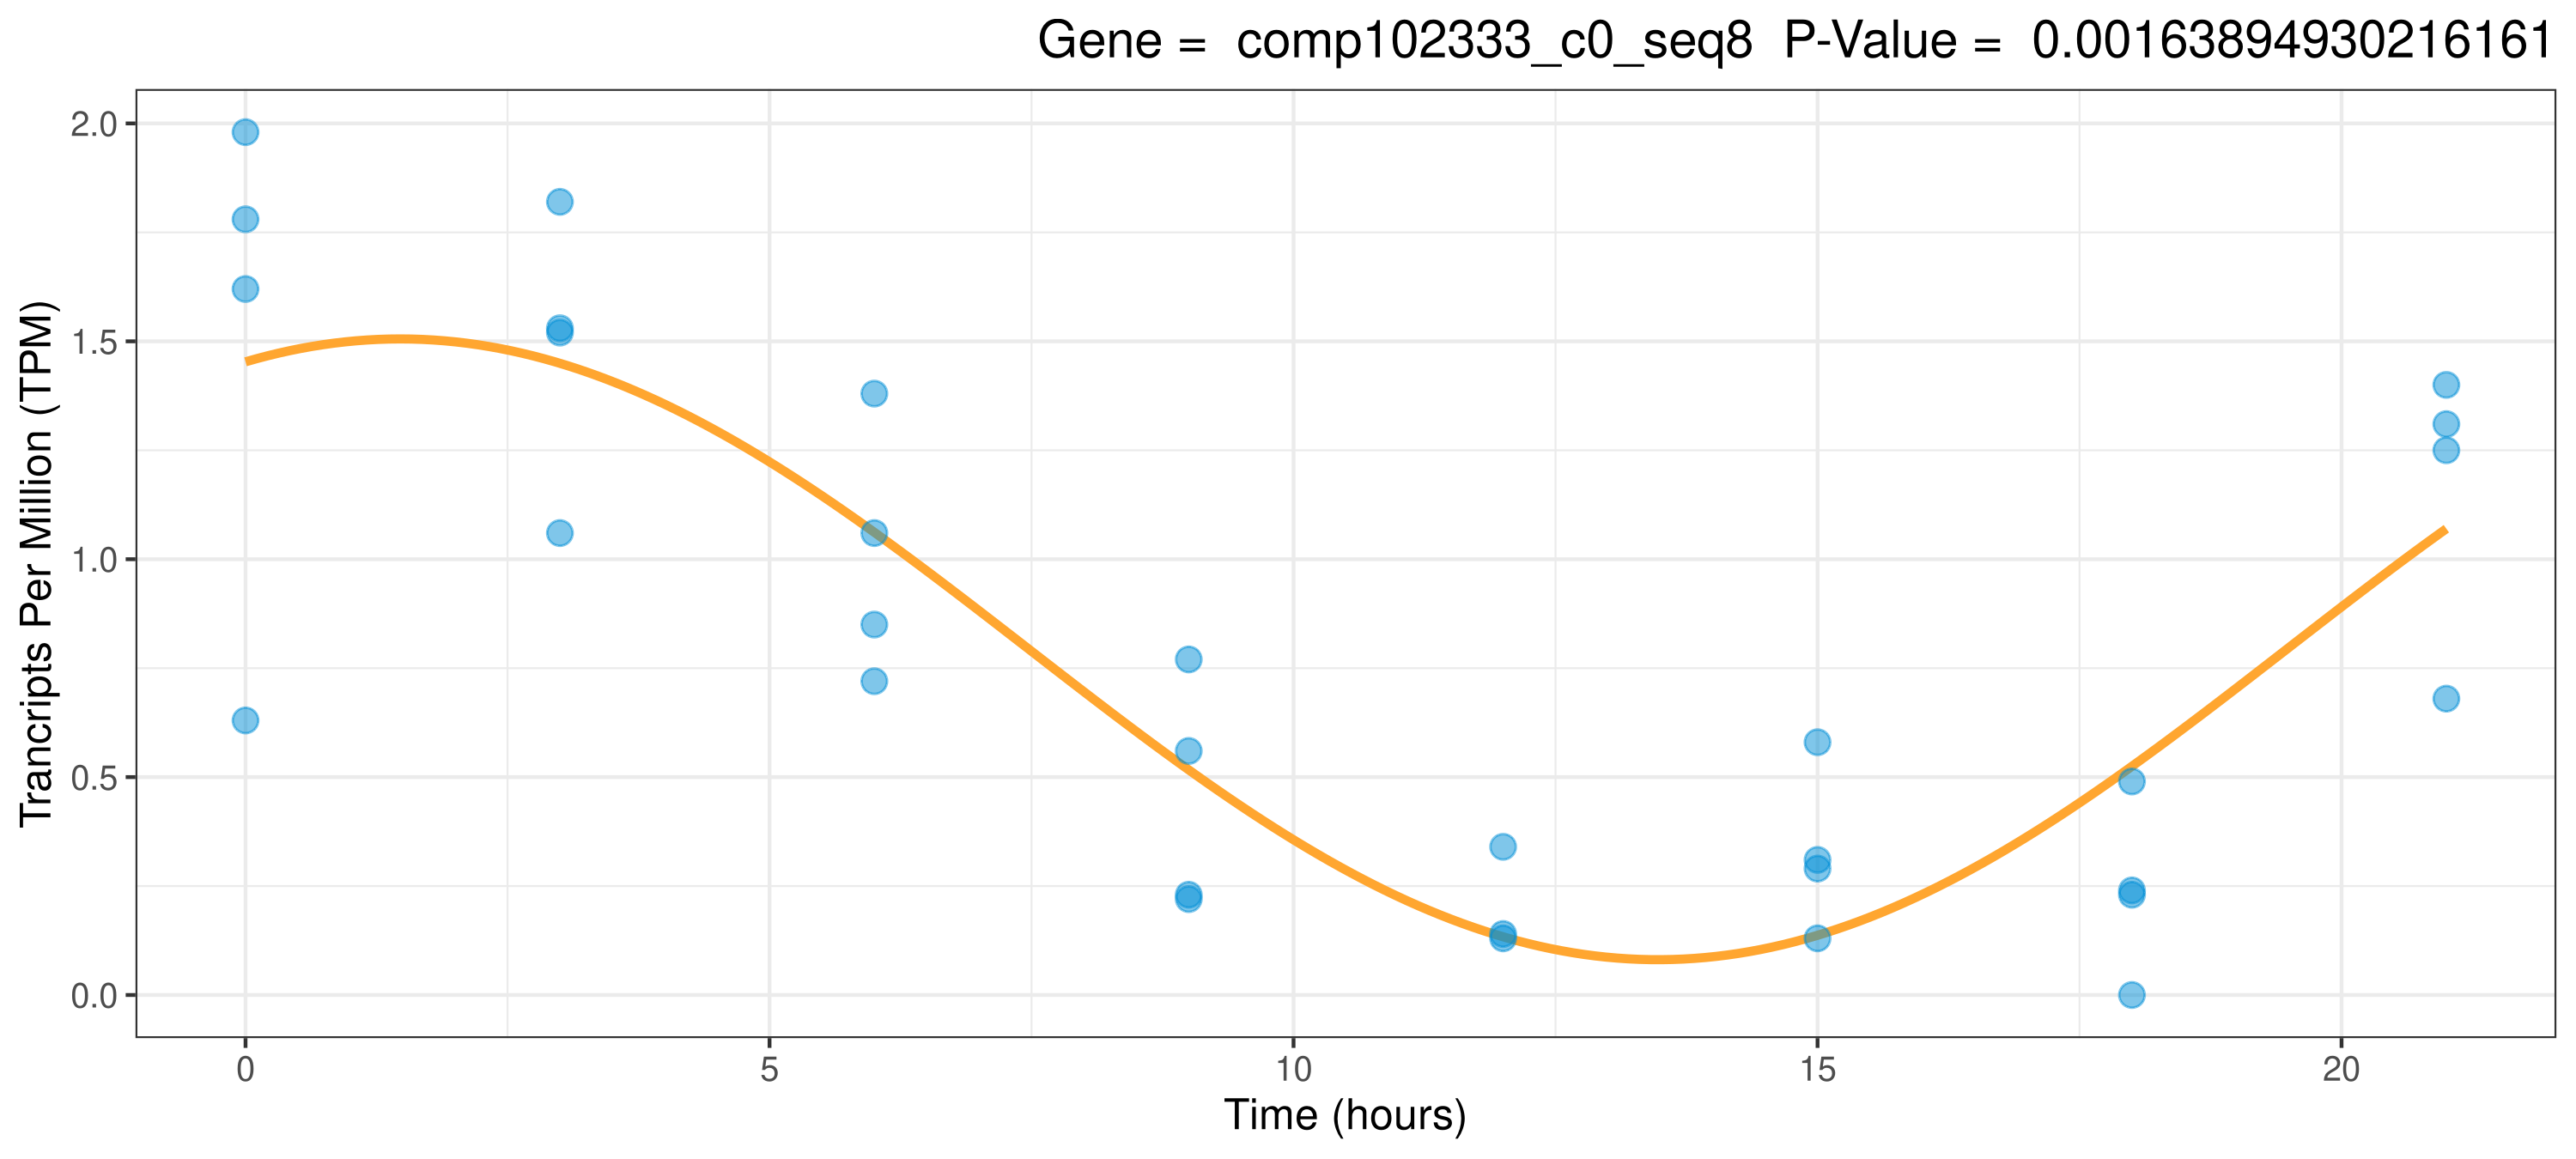 Gene =  comp102333_c0_seq8  P-Value =  0.00163894930216161
Trancripts Per Million (TPM)
2.0
1.5
1.0
0.5
0.0
0 5 10 15 20
Time (hours)